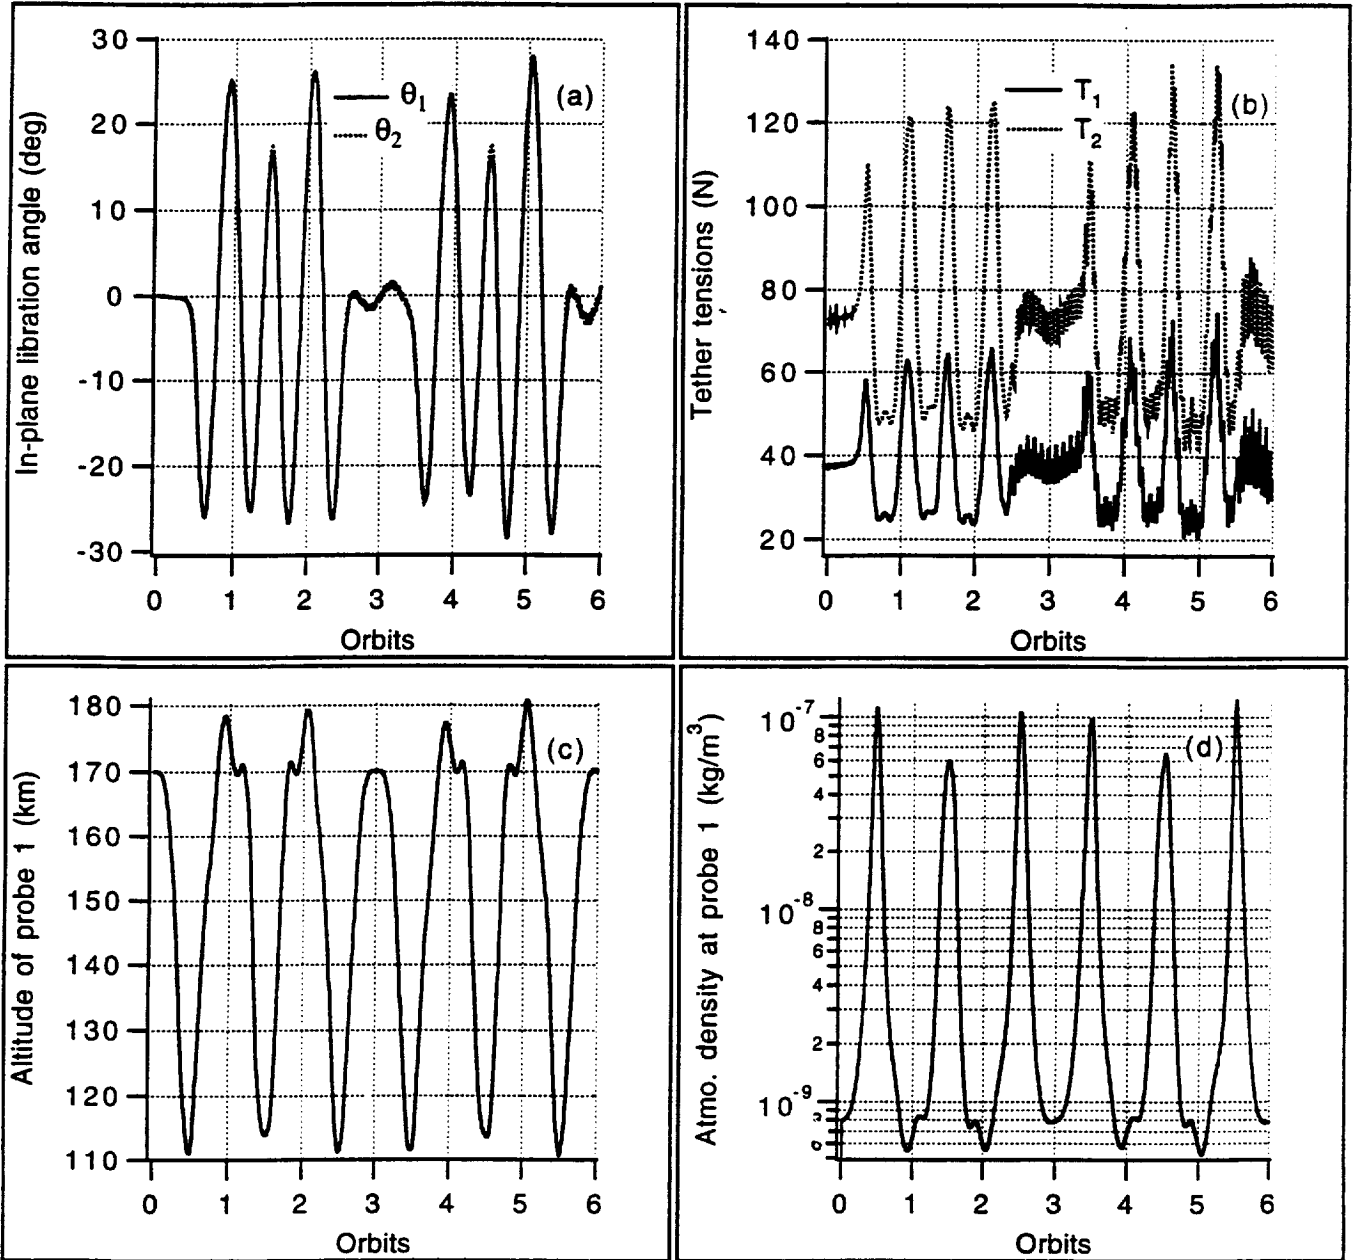 30
20
10
0
-10
-20
-30
In-plane libration angle (deg)
θ1
θ2
(a)
0 1 2 3 4 5 6
Orbits
140
120
100
80
60
40
20
Tether tensions (N)
T1
T2
(b)
0 1 2 3 4 5 6
Orbits
180
170
160
150
140
130
120
110
Altitude of probe 1 (km)
(c)
0 1 2 3 4 5 6
Orbits
10-7
8
6
4
2
10-8
8
6
4
2
10-9
Atmo. density at probe 1 (kg/m3)
(d)
0 1 2 3 4 5 6
Orbits